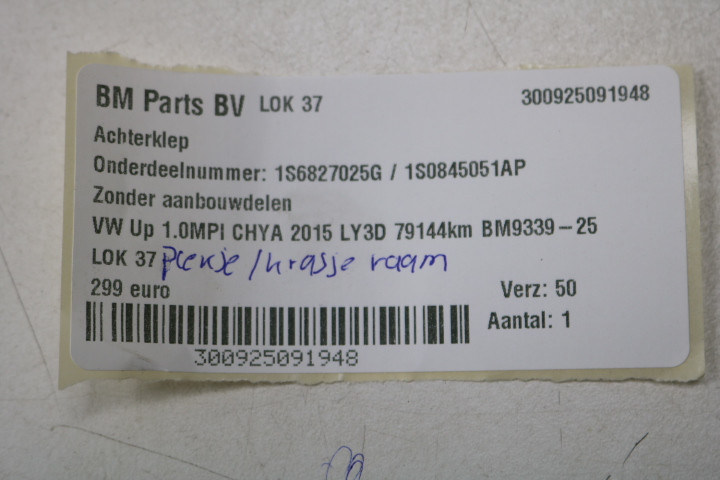 BM Parts BV LOK 37 300925091948
Achterklep
Onderdeelnummer: 1S6827025G / 1S0845051AP
Zonder aanbouwdelen
VW Up 1.0MPI CHYA 2015 LY3D 79144km BM9339-25
LOK 37 plekje / krasje raam
299 euro Verz: 50
Aantal: 1
300925091948